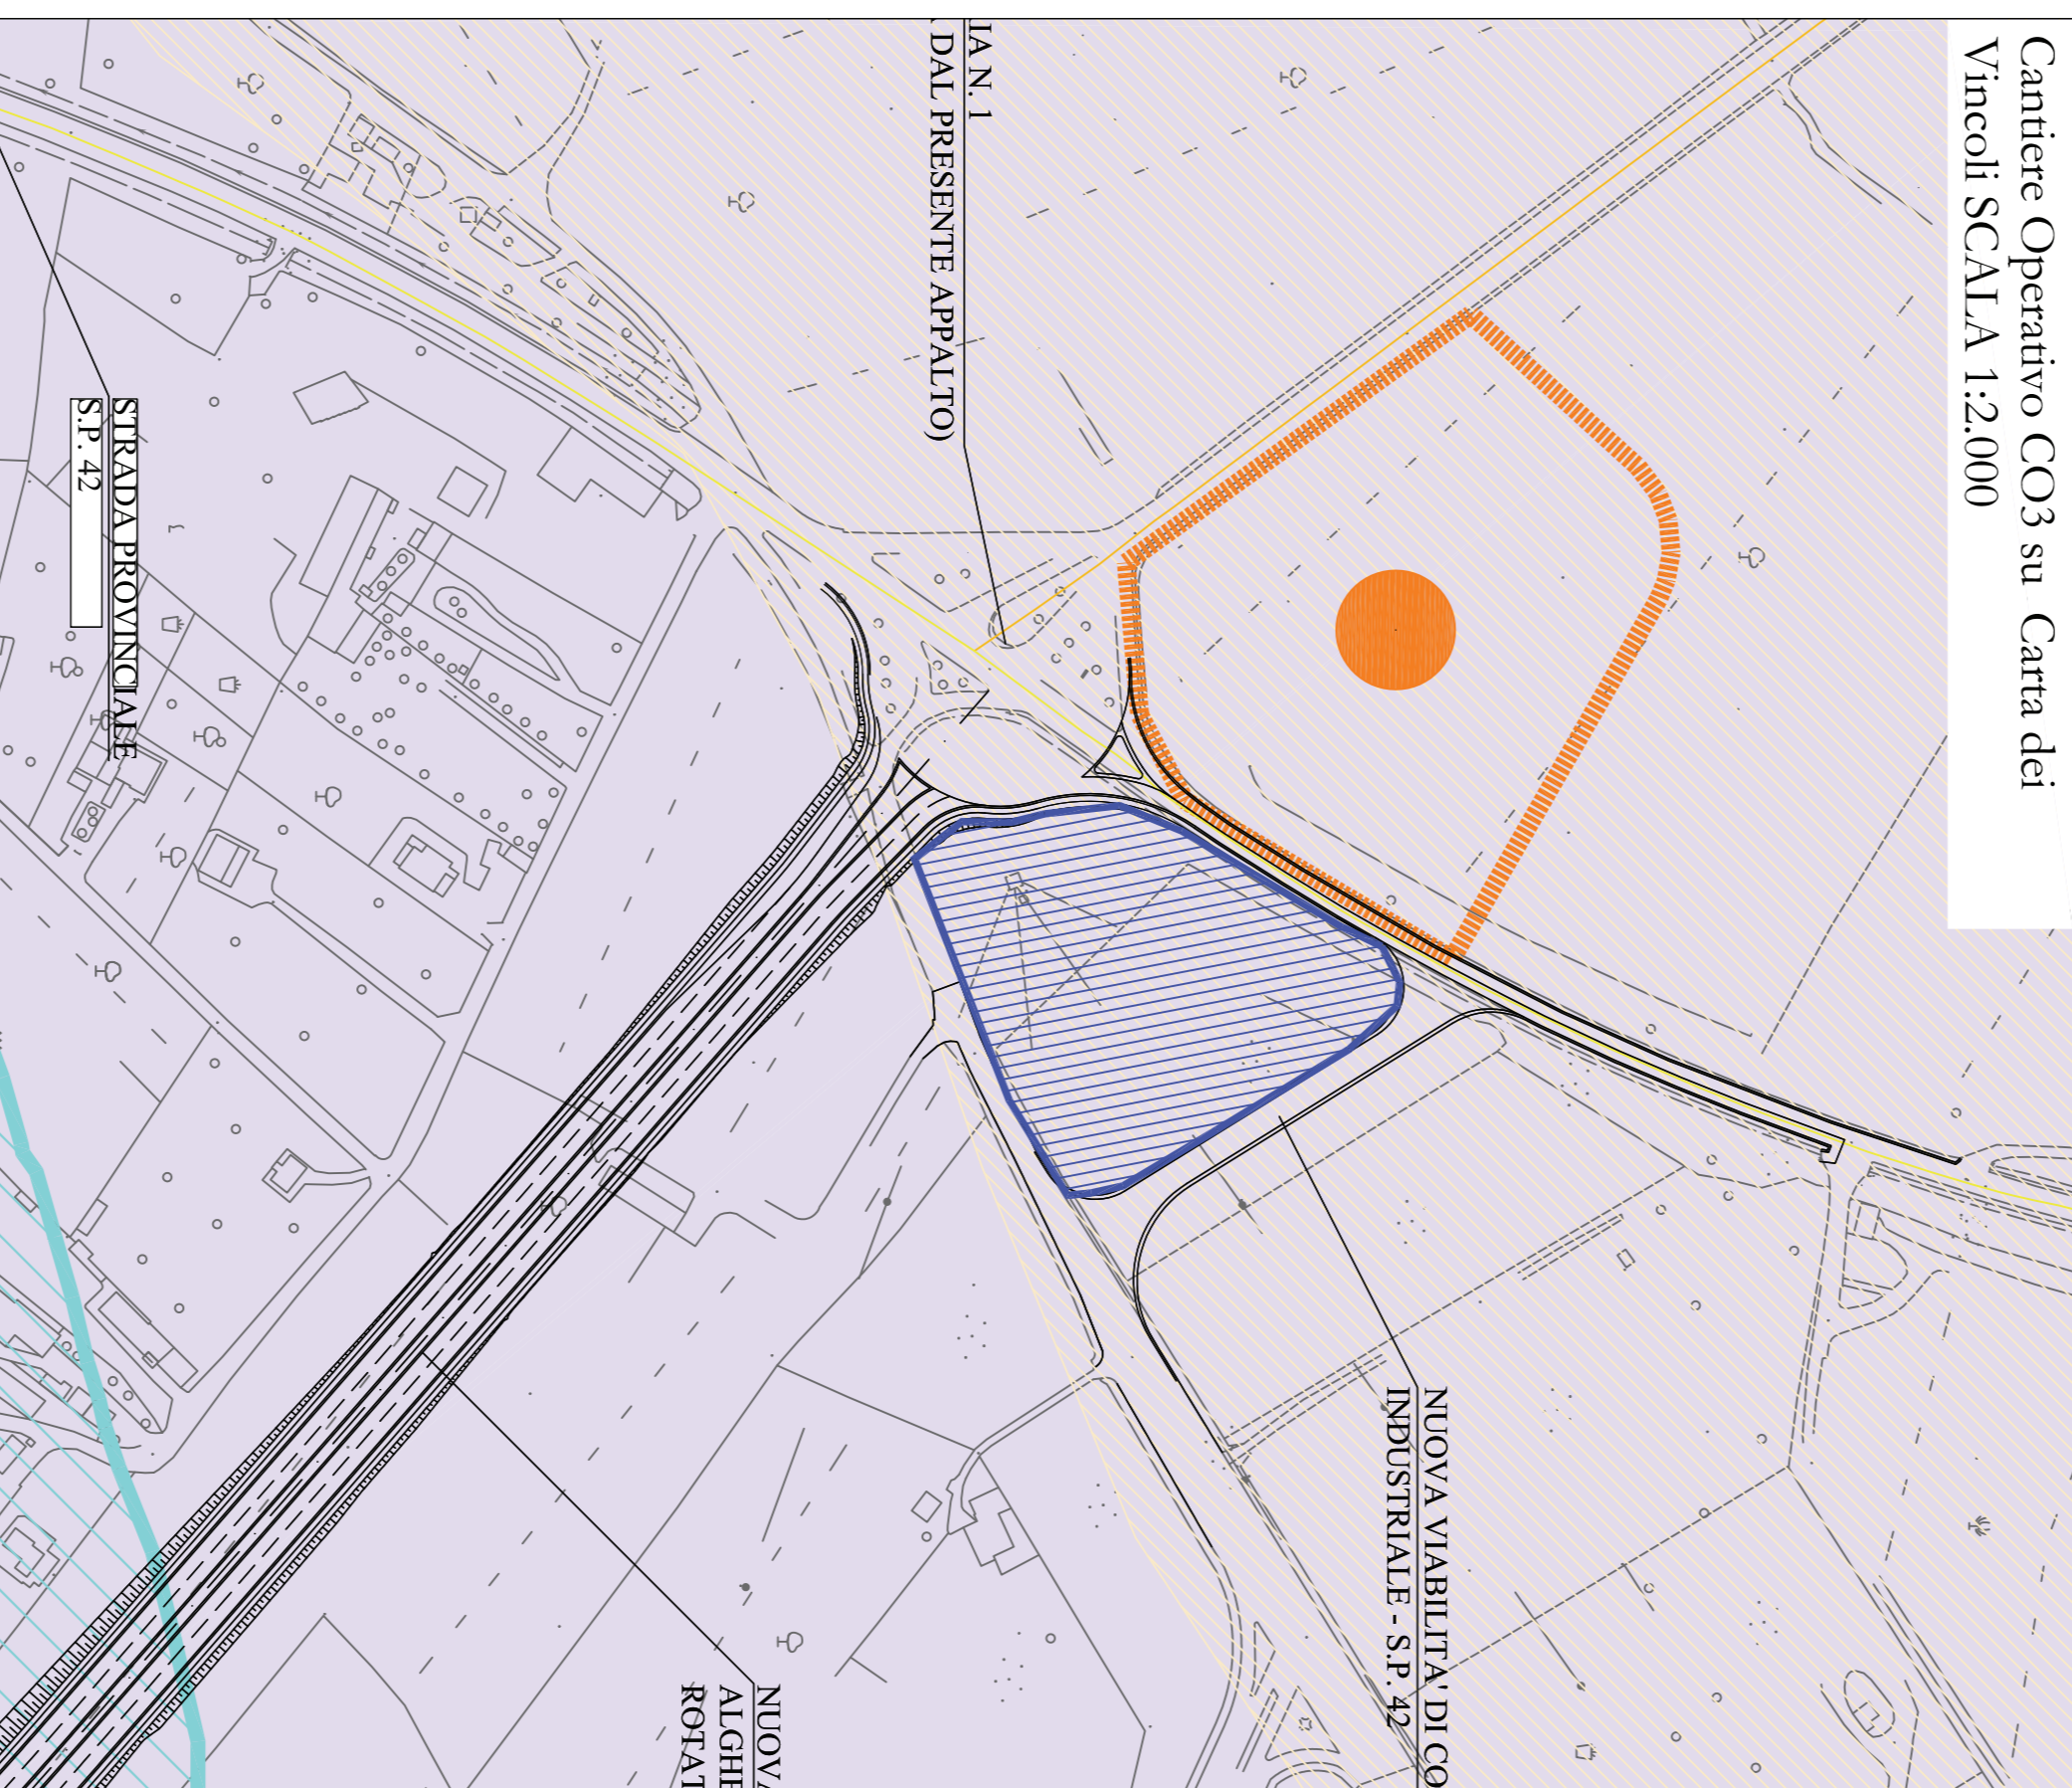 Cantiere Operativo CO3 su Carta dei
Vincoli SCALA 1:2.000
IA N. 1
DAL PRESENTE APPALTO)
STRADA PROVINCIALE
S.P. 42
NUOVA VIABILITA' DI CO
INDUSTRIALE - S.P. 42
NUOVA
ALGHE
ROTAT